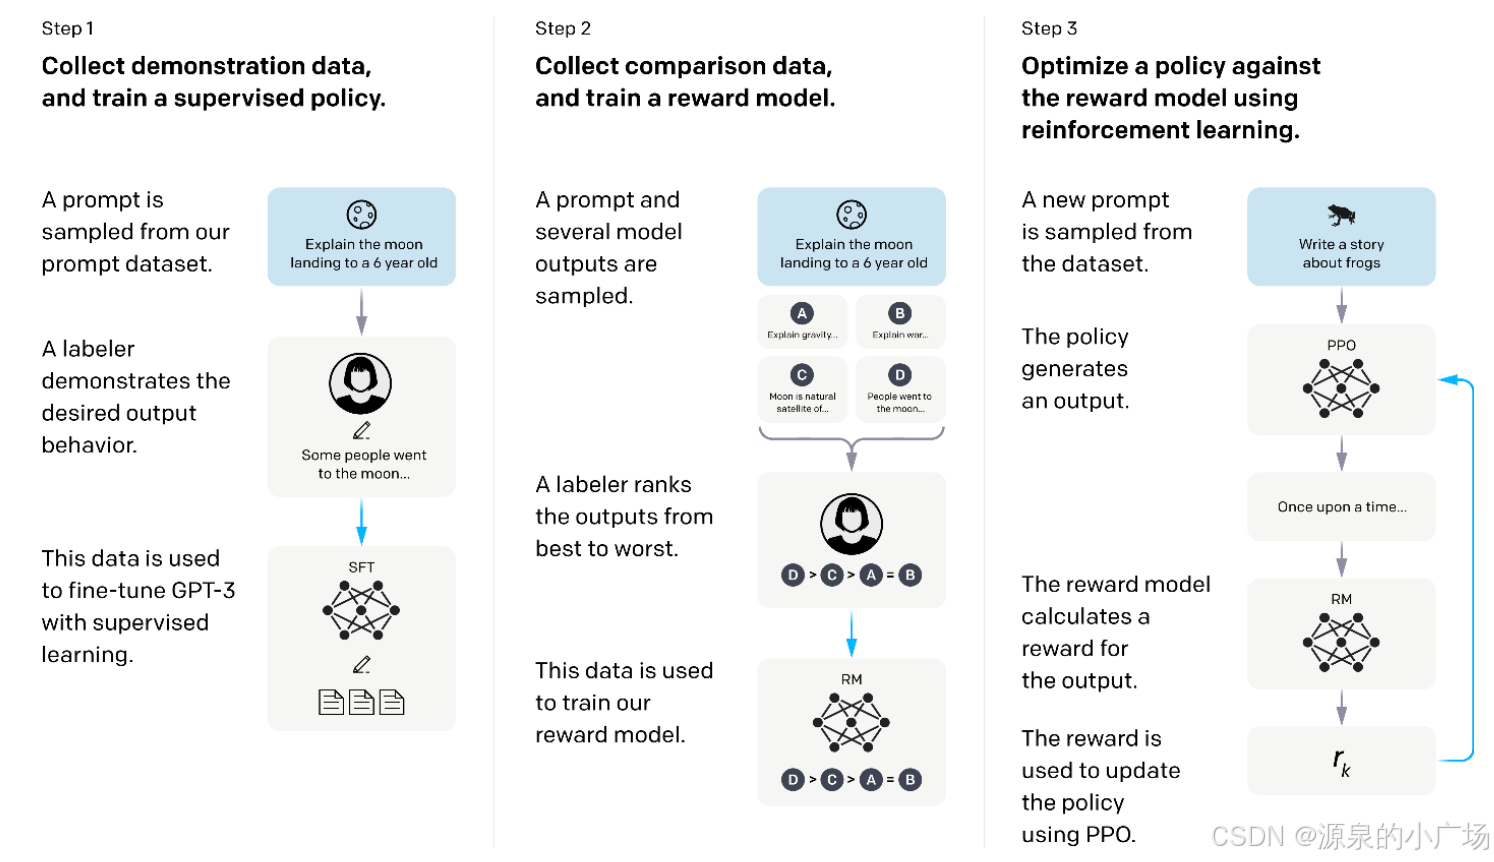 Step 1
Collect demonstration data,
and train a supervised policy.
A prompt is
sampled from our
prompt dataset.
Explain the moon
landing to a 6 year old
A labeler
demonstrates the
desired output
behavior.
Some people went
to the moon...
This data is used
to fine-tune GPT-3
with supervised
learning.
SFT
Step 2
Collect comparison data,
and train a reward model.
A prompt and
several model
outputs are
sampled.
Explain the moon
landing to a 6 year old
A
Explain gravity...
B
Explain war...
C
Moon is natural
satellite of...
D
People went to
the moon...
A labeler ranks
the outputs from
best to worst.
D > C > A = B
This data is used
to train our
reward model.
RM
D > C > A = B
Step 3
Optimize a policy against
the reward model using
reinforcement learning.
A new prompt
is sampled from
the dataset.
Write a story
about frogs
The policy
generates
an output.
PPO
Once upon a time...
The reward model
calculates a
reward for
the output.
RM
The reward is
used to update
the policy
using PPO.
rk
CSDN @源泉的小广场